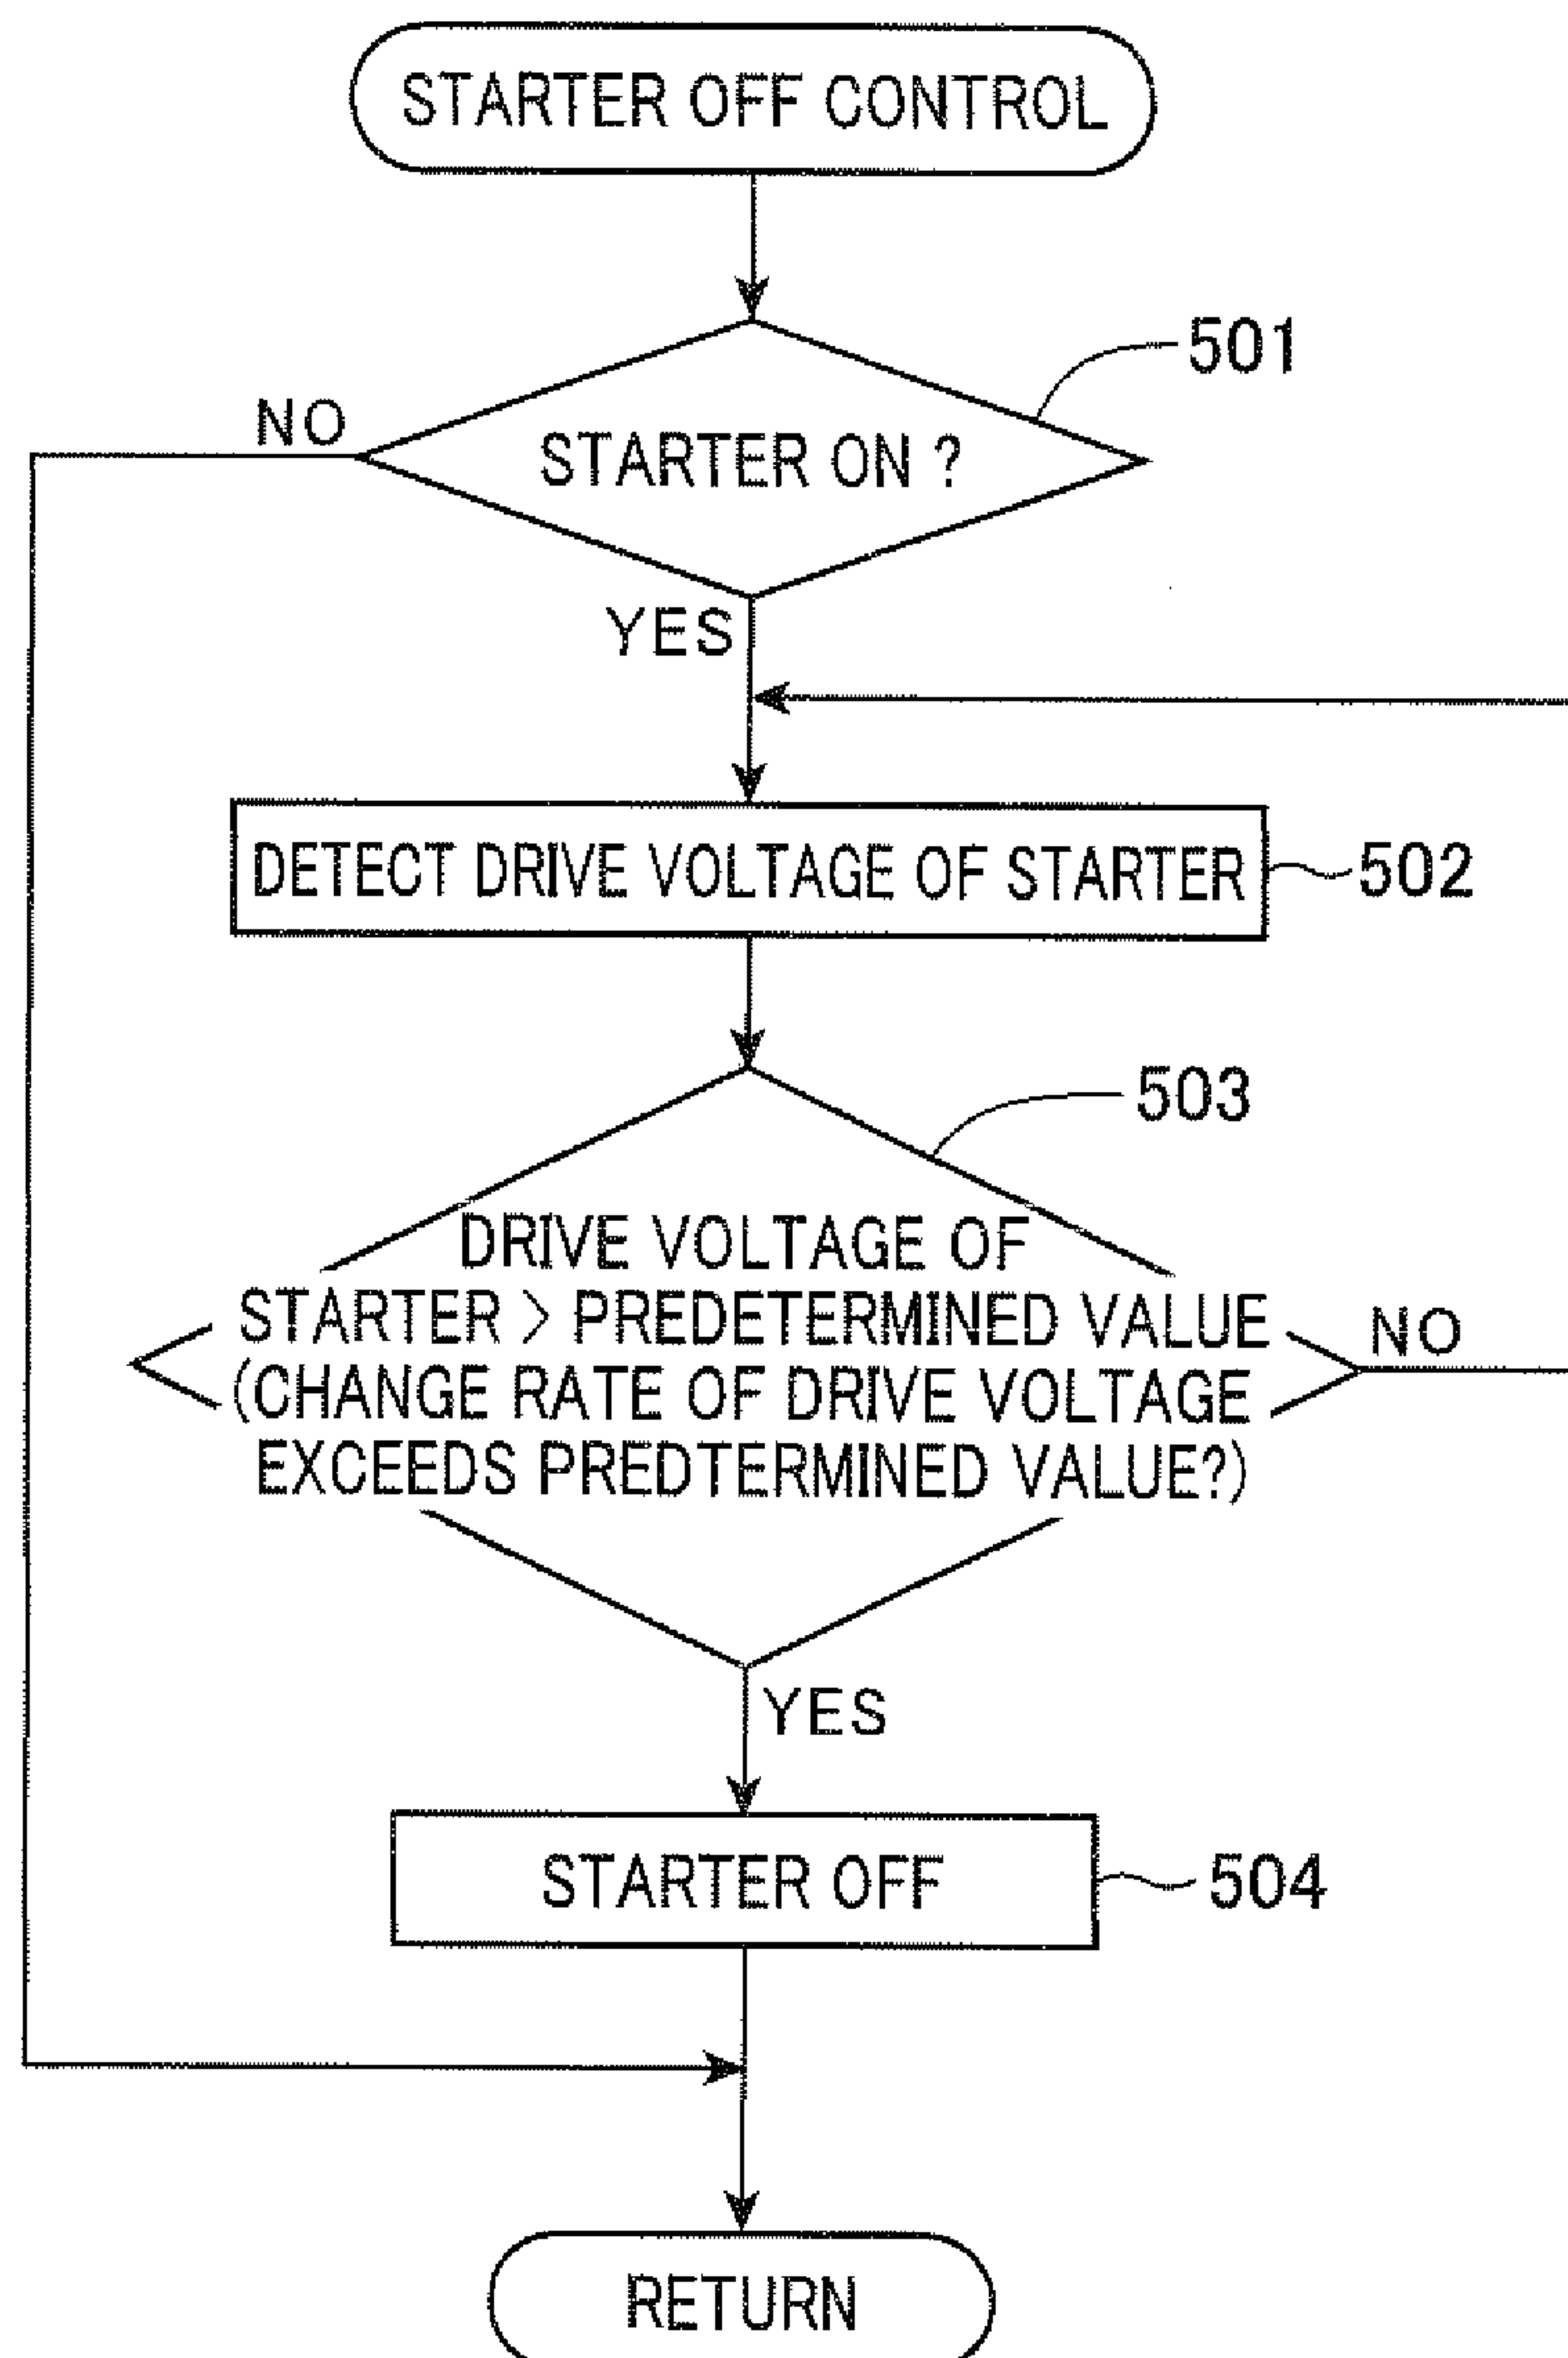 STARTER OFF CONTROL
501
NO
STARTER ON ?
YES
DETECT DRIVE VOLTAGE OF STARTER
502
503
DRIVE VOLTAGE OF
STARTER > PREDETERMINED VALUE
(CHANGE RATE OF DRIVE VOLTAGE
EXCEEDS PREDTERMINED VALUE?)
NO
YES
STARTER OFF
504
RETURN